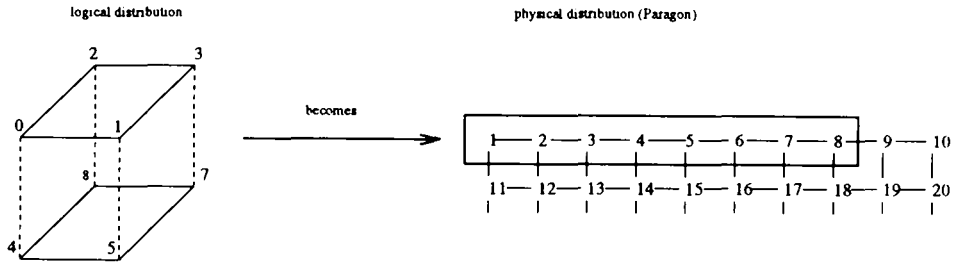 logical distribution
physical distribution (Paragon)
2 3
0 1
8 7
4 5
becomes
1 2 3 4 5 6 7 8 9 10
11 12 13 14 15 16 17 18 19 20